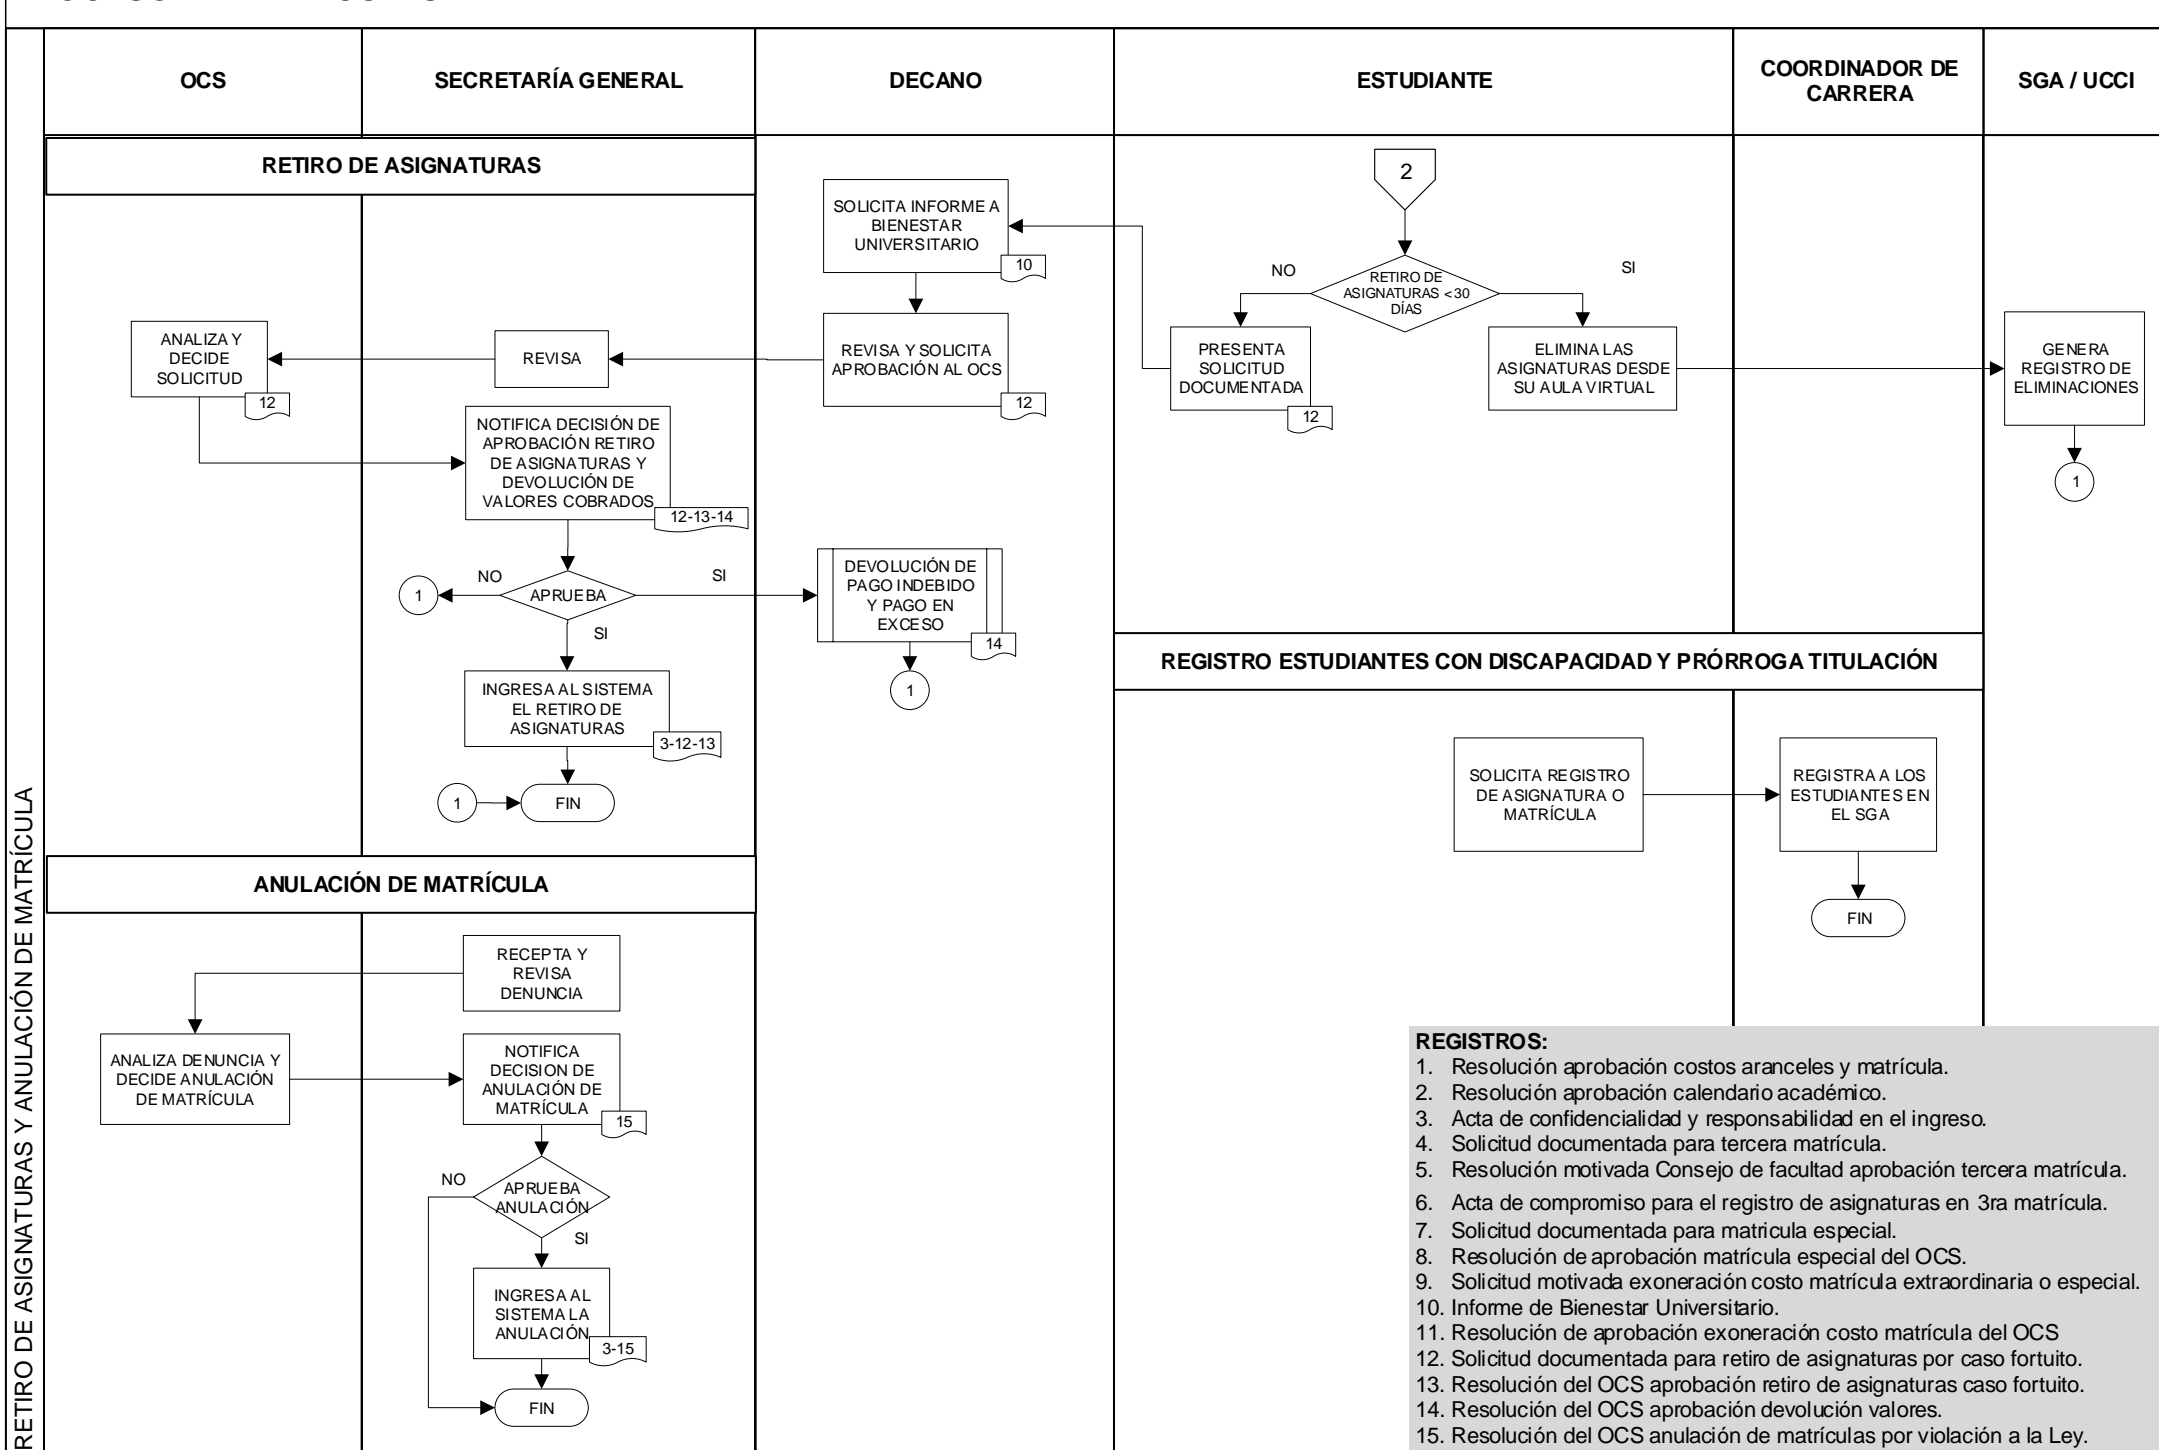 OCS
SECRETARÍA GENERAL
DECANO
ESTUDIANTE
COORDINADOR DE
CARRERA
SGA / UCCI
RETIRO DE ASIGNATURAS Y ANULACIÓN DE MATRÍCULA
RETIRO DE ASIGNATURAS
2
RETIRO DE
ASIGNATURAS <30
DÍAS
NO
SI
PRESENTA
SOLICITUD
DOCUMENTADA
12
ELIMINA LAS
ASIGNATURAS DESDE
SU AULA VIRTUAL
GENERA
REGISTRO DE
ELIMINACIONES
1
SOLICITA INFORME A
BIENESTAR
UNIVERSITARIO
10
REVISA Y SOLICITA
APROBACIÓN AL OCS
12
REVISA
ANALIZA Y
DECIDE
SOLICITUD
12
NOTIFICA DECISIÓN DE
APROBACIÓN RETIRO
DE ASIGNATURAS Y
DEVOLUCIÓN DE
VALORES COBRADOS
12-13-14
APRUEBA
NO
1
SI
SI
DEVOLUCIÓN DE
PAGO INDEBIDO
Y PAGO EN
EXCESO
14
1
INGRESA AL SISTEMA
EL RETIRO DE
ASIGNATURAS
3-12-13
1
FIN
REGISTRO ESTUDIANTES CON DISCAPACIDAD Y PRÓRROGA TITULACIÓN
SOLICITA REGISTRO
DE ASIGNATURA O
MATRÍCULA
REGISTRA A LOS
ESTUDIANTES EN
EL SGA
FIN
ANULACIÓN DE MATRÍCULA
RECEPTA Y
REVISA
DENUNCIA
ANALIZA DENUNCIA Y
DECIDE ANULACIÓN
DE MATRÍCULA
NOTIFICA
DECISION DE
ANULACIÓN DE
MATRÍCULA
15
APRUEBA
ANULACIÓN
NO
SI
INGRESA AL
SISTEMA LA
ANULACIÓN
3-15
FIN
REGISTROS:
1. Resolución aprobación costos aranceles y matrícula.
2. Resolución aprobación calendario académico.
3. Acta de confidencialidad y responsabilidad en el ingreso.
4. Solicitud documentada para tercera matrícula.
5. Resolución motivada Consejo de facultad aprobación tercera matrícula.
6. Acta de compromiso para el registro de asignaturas en 3ra matrícula.
7. Solicitud documentada para matricula especial.
8. Resolución de aprobación matrícula especial del OCS.
9. Solicitud motivada exoneración costo matrícula extraordinaria o especial.
10. Informe de Bienestar Universitario.
11. Resolución de aprobación exoneración costo matrícula del OCS
12. Solicitud documentada para retiro de asignaturas por caso fortuito.
13. Resolución del OCS aprobación retiro de asignaturas caso fortuito.
14. Resolución del OCS aprobación devolución valores.
15. Resolución del OCS anulación de matrículas por violación a la Ley.